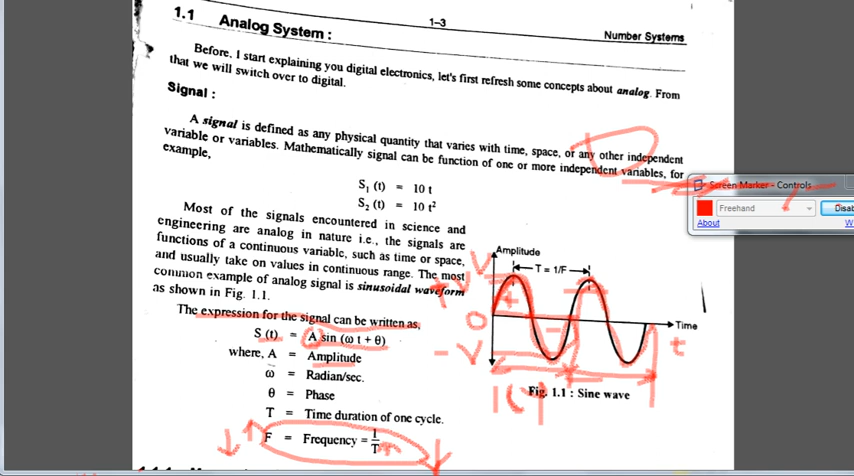 1–3
1.1 Analog System :
Number Systems
Before, I start explaining you digital electronics, let's first refresh some concepts about analog. From
that we will switch over to digital.
Signal :
A signal is defined as any physical quantity that varies with time, space, or any other independent
variable or variables. Mathematically signal can be function of one or more independent variables, for
example,
S₁ (t) = 10 t
S₂ (t) = 10 t²
Most of the signals encountered in science and
engineering are analog in nature i.e., the signals are
functions of a continuous variable, such as time or space,
and usually take on values in continuous range. The most
common example of analog signal is sinusoidal waveform
as shown in Fig. 1.1.
The expression for the signal can be written as,
S (t) = A sin (ω t + θ)
where, A = Amplitude
ω = Radian/sec.
θ = Phase
T = Time duration of one cycle.
F = Frequency = 1/T
Amplitude
T = 1/F
Time
+V
0
-V
t
Fig. 1.1 : Sine wave
Screen Marker - Controls
Freehand
Disab
About
W